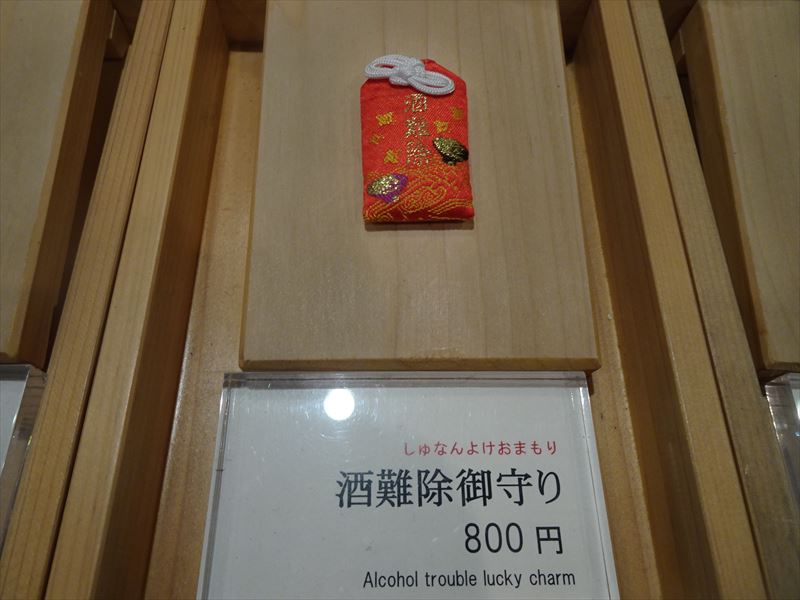 酒難除
しゅなんよけおまもり
酒難除御守り
800 円
Alcohol trouble lucky charm